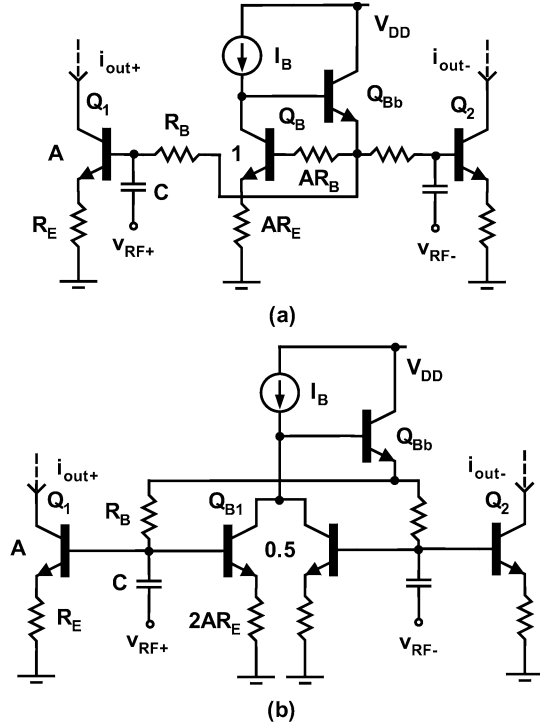 V_DD
i_out+
I_B
i_out-
Q_1
Q_Bb
Q_2
R_B
Q_B
A
1
C
AR_B
R_E
v_RF+
AR_E
v_RF-
(a)
V_DD
I_B
Q_Bb
i_out+
i_out-
Q_1
R_B
Q_B1
Q_2
A
0.5
C
R_E
v_RF+
2AR_E
v_RF-
(b)